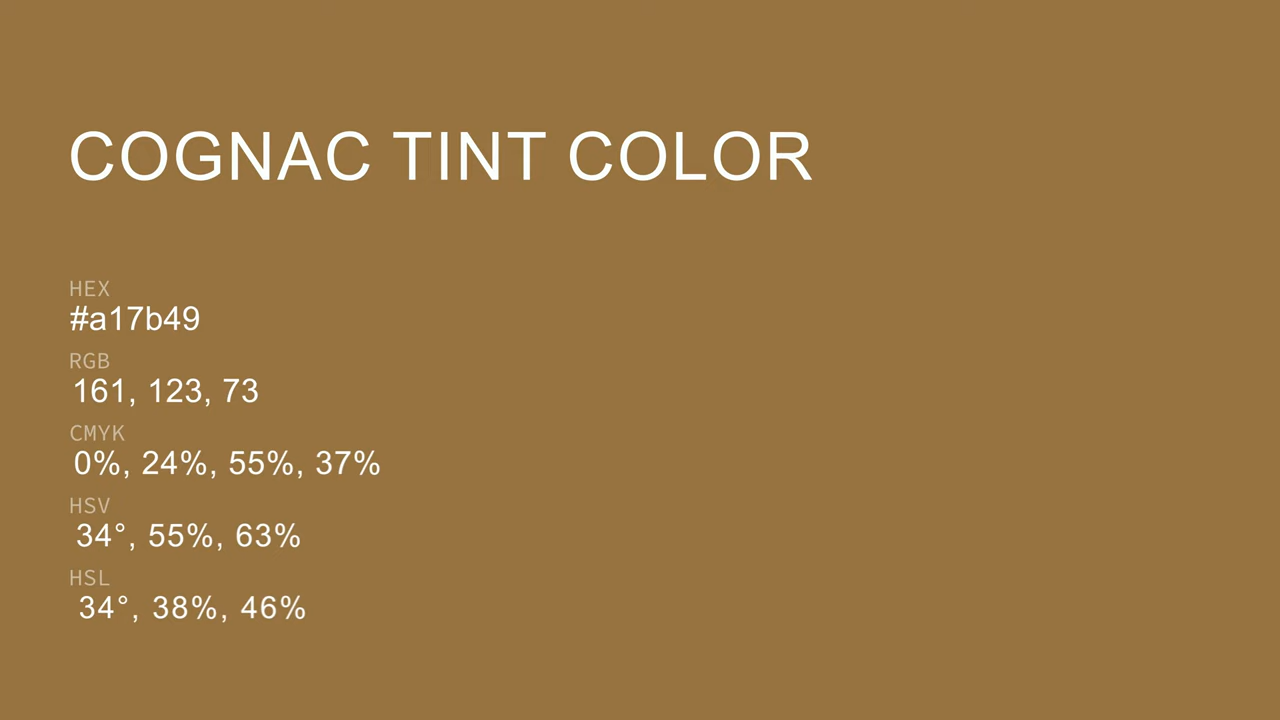 COGNAC TINT COLOR
HEX
#a17b49
RGB
161, 123, 73
CMYK
0%, 24%, 55%, 37%
HSV
34°, 55%, 63%
HSL
34°, 38%, 46%